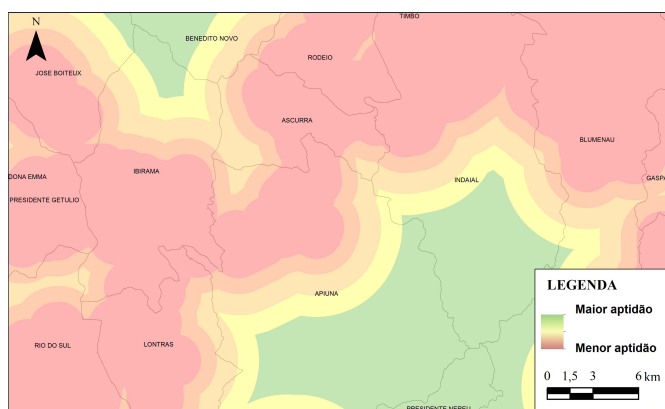 TIMBO
N
BENEDITO NOVO
RODEIO
JOSE BOITEUX
ASCURRA
BLUMENAU
IBIRAMA
DONA EMMA
INDAIAL
GASPA
PRESIDENTE GETULIO
LEGENDA
APIUNA
Maior aptidão
RIO DO SUL
LONTRAS
Menor aptidão
0 1,5 3 6 km
PRESIDENTE NEREU